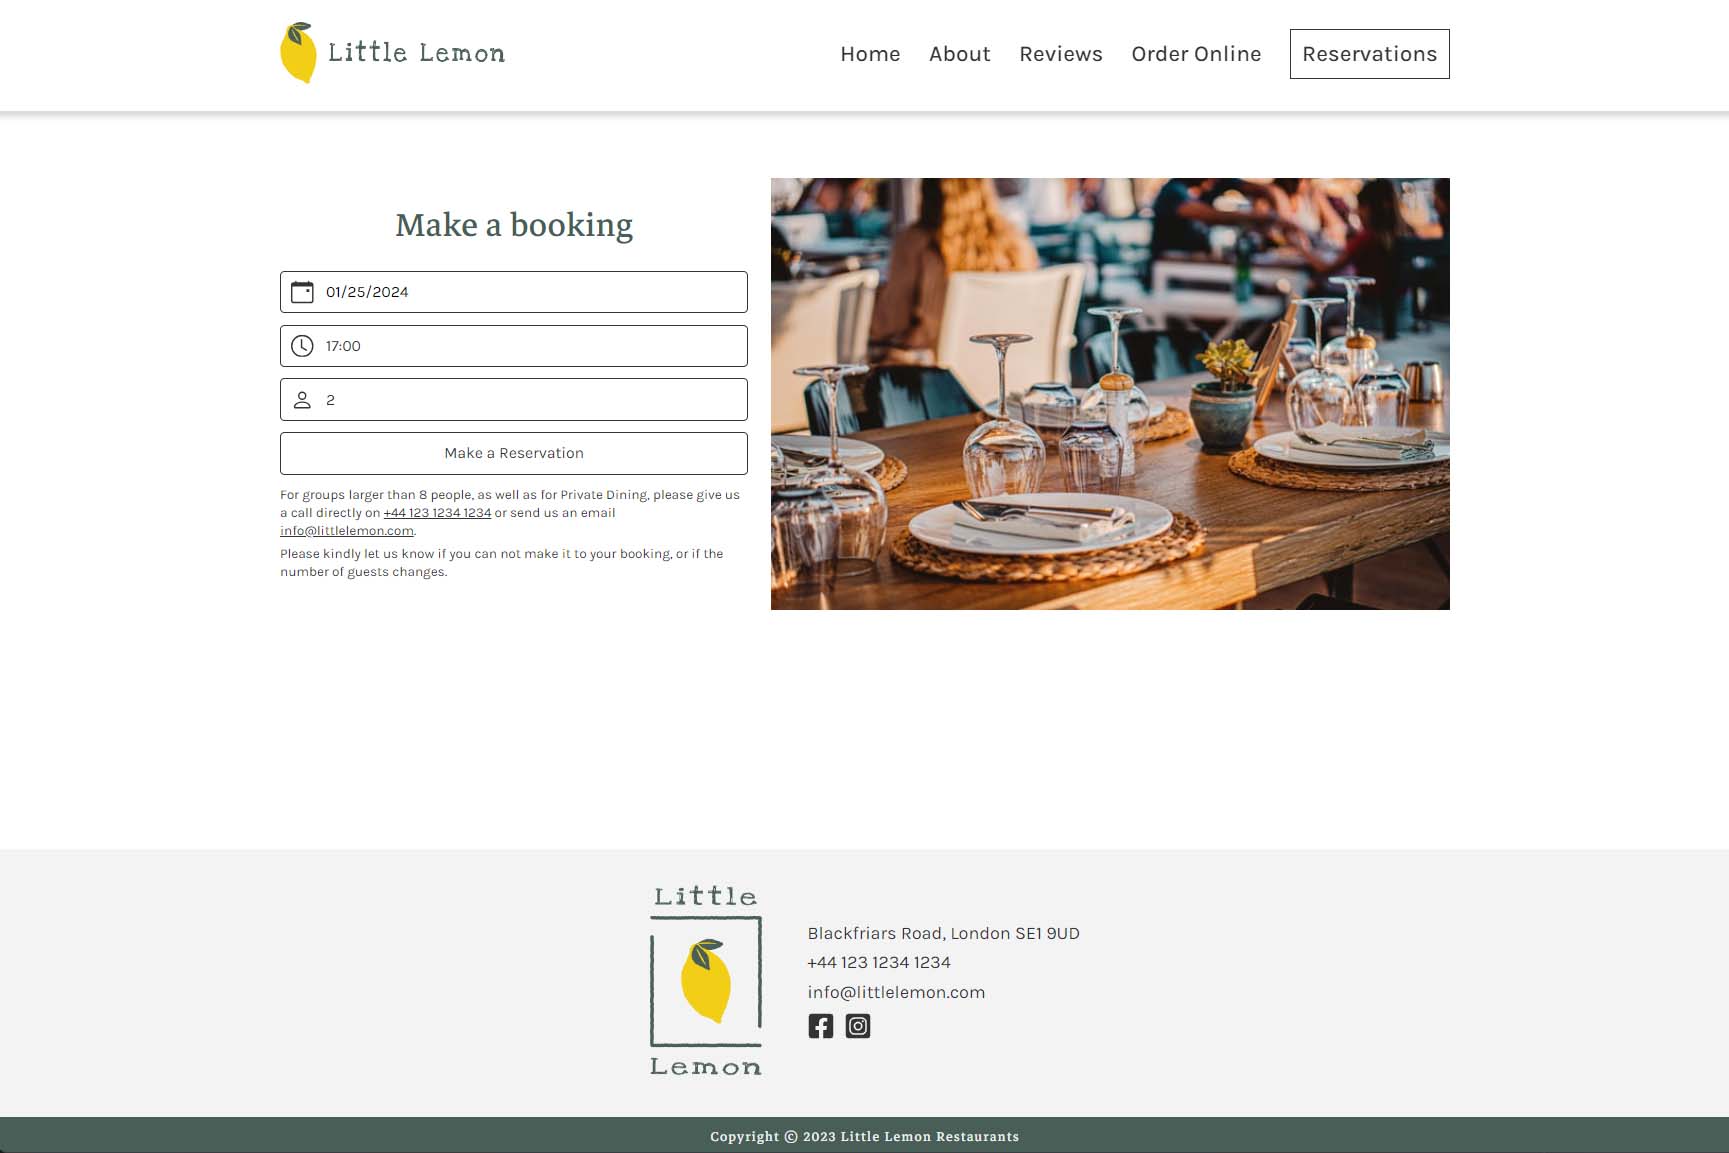 Little Lemon
Home About Reviews Order Online Reservations
Make a booking
01/25/2024
17:00
2
Make a Reservation
For groups larger than 8 people, as well as for Private Dining, please give us
a call directly on +44 123 1234 1234 or send us an email
info@littlelemon.com.
Please kindly let us know if you can not make it to your booking, or if the
number of guests changes.
Little
Lemon
Blackfriars Road, London SE1 9UD
+44 123 1234 1234
info@littlelemon.com
Copyright © 2023 Little Lemon Restaurants